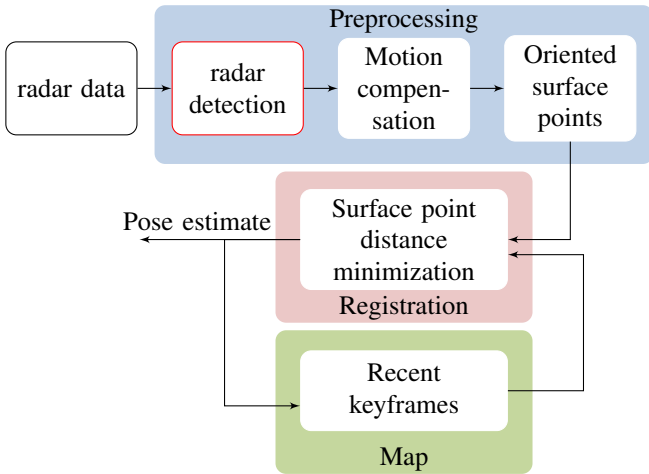 Preprocessing
radar data
radar
detection
Motion
compen-
sation
Oriented
surface
points
Pose estimate
Surface point
distance
minimization
Registration
Recent
keyframes
Map